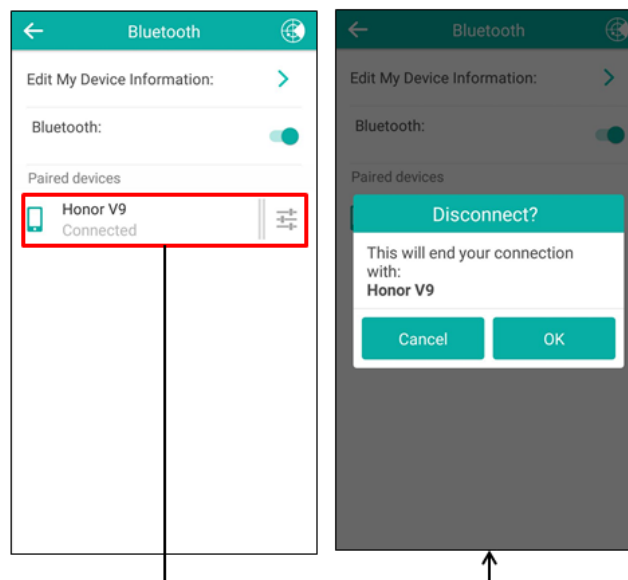 Bluetooth
Edit My Device Information:
Bluetooth:
Paired devices
Honor V9
Connected
Bluetooth
Edit My Device Information:
Bluetooth:
Paired devices
Disconnect?
This will end your connection
with:
Honor V9
Cancel
OK